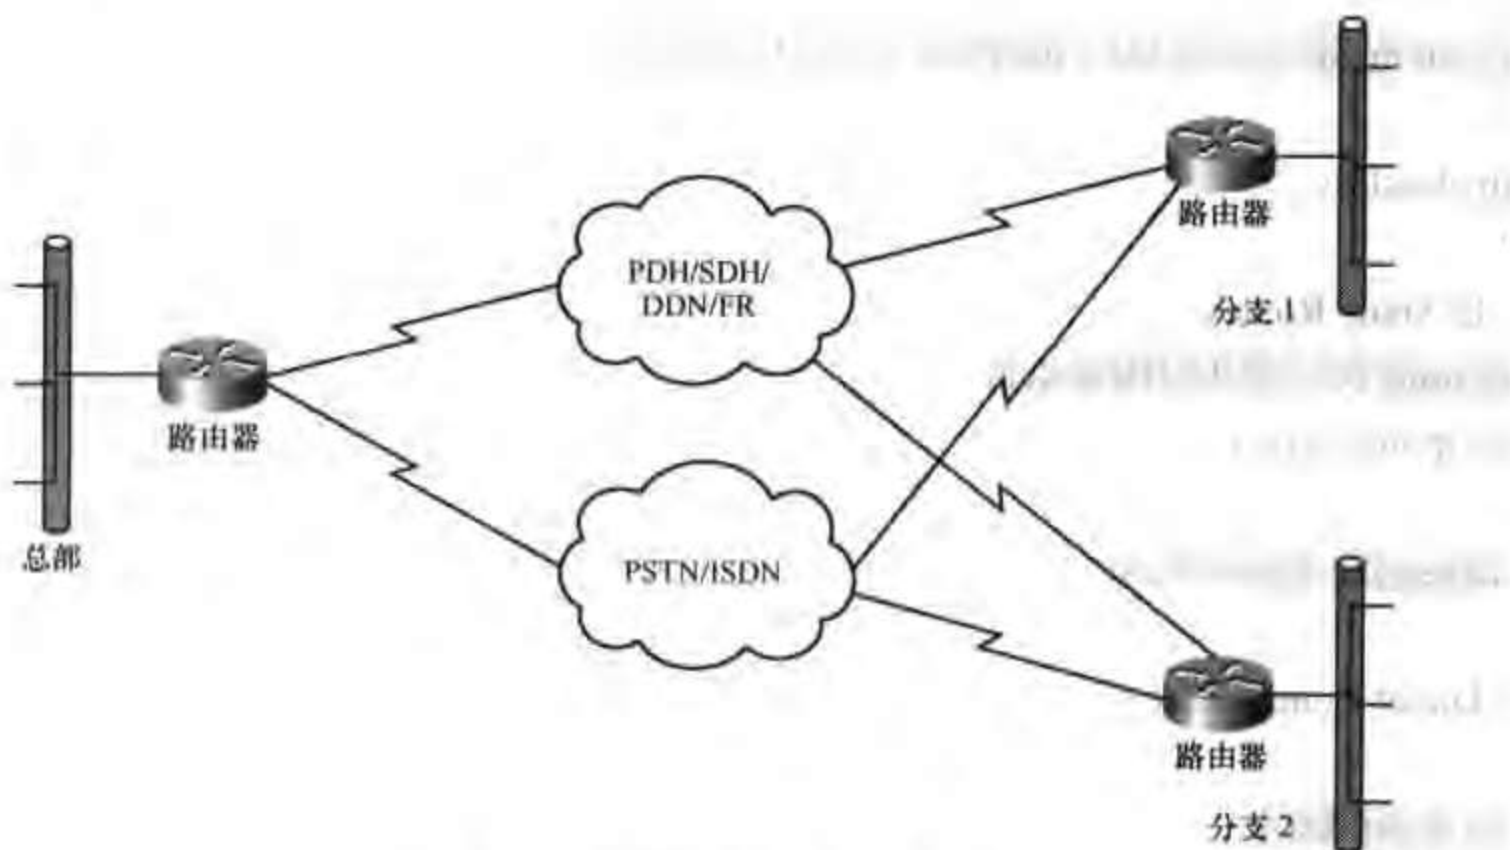 路由器
分支 1
PDH/SDH/
DDN/FR
路由器
总部
PSTN/ISDN
路由器
分支 2